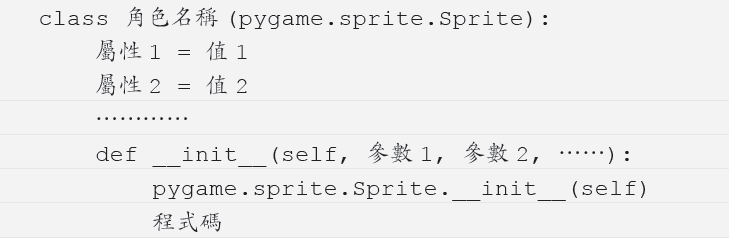 class 角色名稱 (pygame.sprite.Sprite):
屬性 1 = 值 1
屬性 2 = 值 2
…………
def __init__(self, 參數 1, 參數 2, ……):
pygame.sprite.Sprite.__init__(self)
程式碼